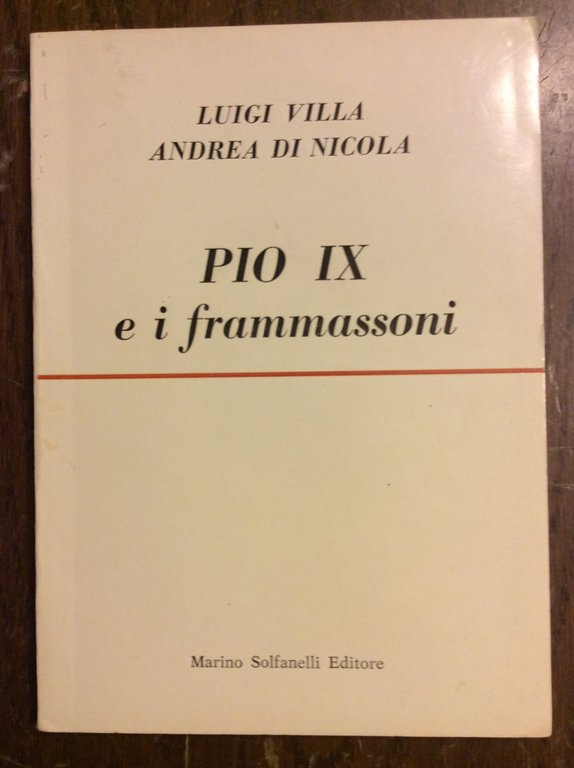 LUIGI VILLA
ANDREA DI NICOLA
PIO IX
e i frammassoni
Marino Solfanelli Editore